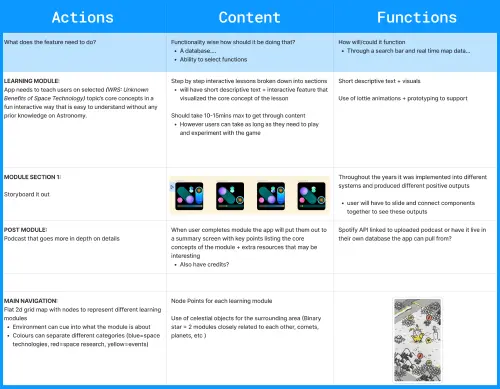 Actions
Content
Functions
What does the feature need to do?
Functionality wise how should it be doing that?
• A database....
• Ability to select functions
How will/could it function
• Through a search bar and real time map data...
LEARNING MODULE:
App needs to teach users on selected (WRS: Unknown
Benefits of Space Technology) topic's core concepts in a
fun interactive way that is easy to understand without any
prior knowledge on Astronomy.
Step by step interactive lessons broken down into sections
• will have short descriptive text + interactive feature that
visualized the core concept of the lesson
Should take 10-15mins max to get through content
• However users can take as long as they need to play
and experiment with the game
Short descriptive text + visuals
Use of lottie animations + prototyping to support
MODULE SECTION 1:
Storyboard it out
Throughout the years it was implemented into different
systems and produced different positive outputs
• user will have to slide and connect components
together to see these outputs
POST MODULE:
Podcast that goes more in depth on details
When user completes module the app will put them out to
a summary screen with key points listing the core
concepts of the module + extra resources that may be
interesting
• Also have credits?
Spotify API linked to uploaded podcast or have it live in
their own database the app can pull from?
MAIN NAVIGATION:
Flat 2d grid map with nodes to represent different learning
modules
• Environment can cue into what the module is about
• Colours can separate different categories (blue=space
technologies, red=space research, yellow=events)
Node Points for each learning module
Use of celestial objects for the surrounding area (Binary
star = 2 modules closely related to each other, comets,
planets, etc.)